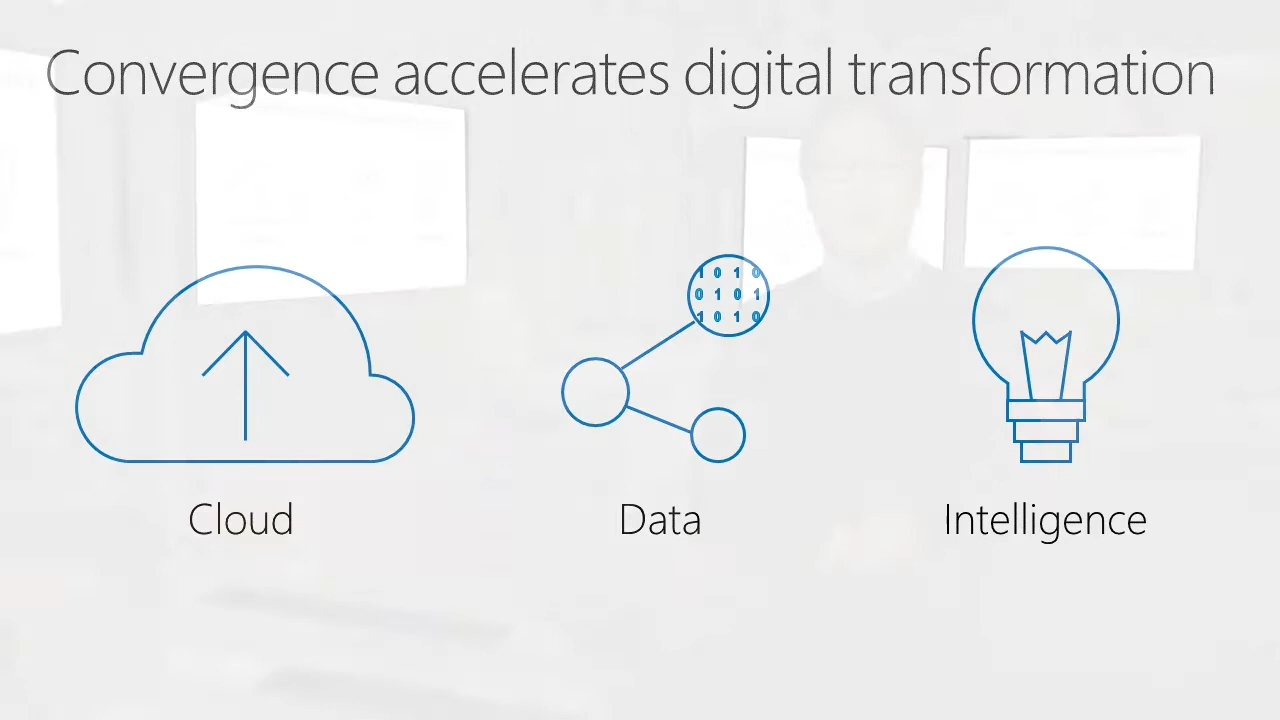 Convergence accelerates digital transformation
1 0 1 0
0 1 0 1
1 0 1 0
Cloud
Data
Intelligence